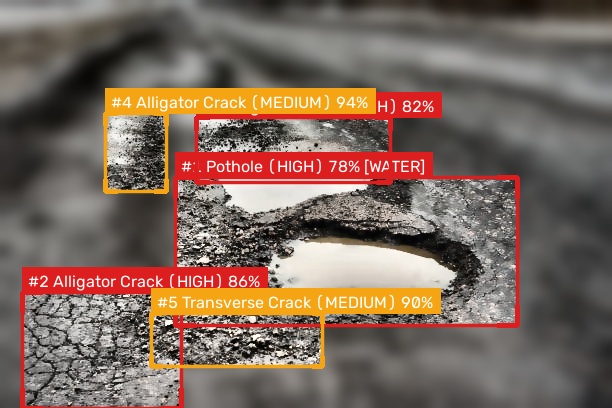 #4 Alligator Crack (MEDIUM) 94%
H) 82%
#1. Pothole (HIGH) 78% [WATER]
#2 Alligator Crack (HIGH) 86%
#5 Transverse Crack (MEDIUM) 90%